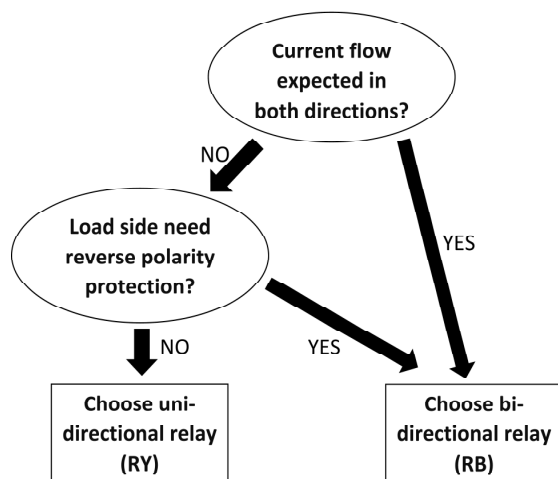 Current flow
expected in
both directions?
NO
YES
Load side need
reverse polarity
protection?
NO
YES
Choose uni-
directional relay
(RY)
Choose bi-
directional relay
(RB)